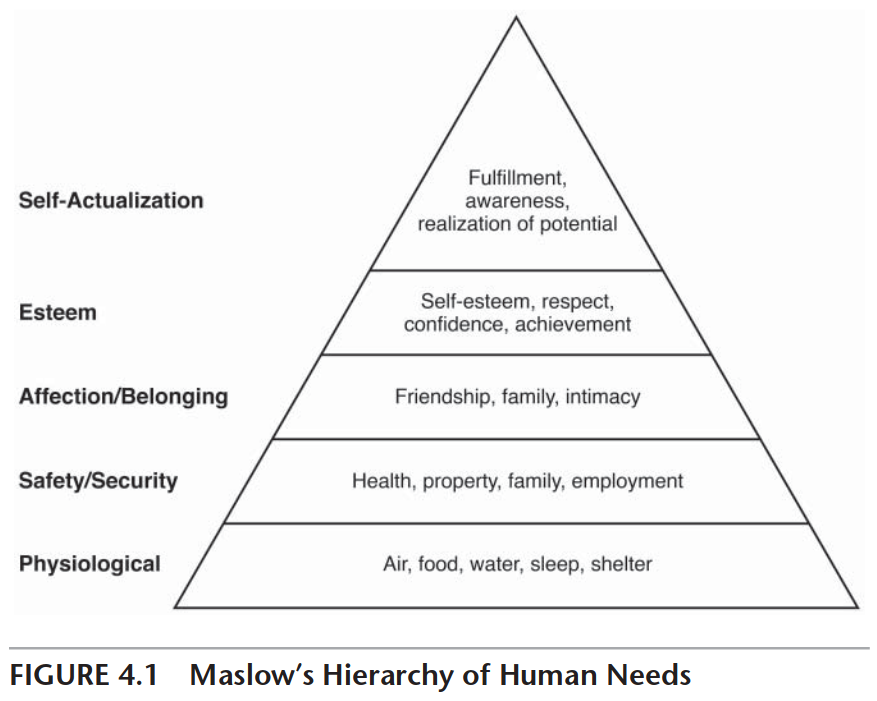 Self-Actualization
Fulfillment,
awareness,
realization of potential
Esteem
Self-esteem, respect,
confidence, achievement
Affection/Belonging
Friendship, family, intimacy
Safety/Security
Health, property, family, employment
Physiological
Air, food, water, sleep, shelter
FIGURE 4.1 Maslow’s Hierarchy of Human Needs